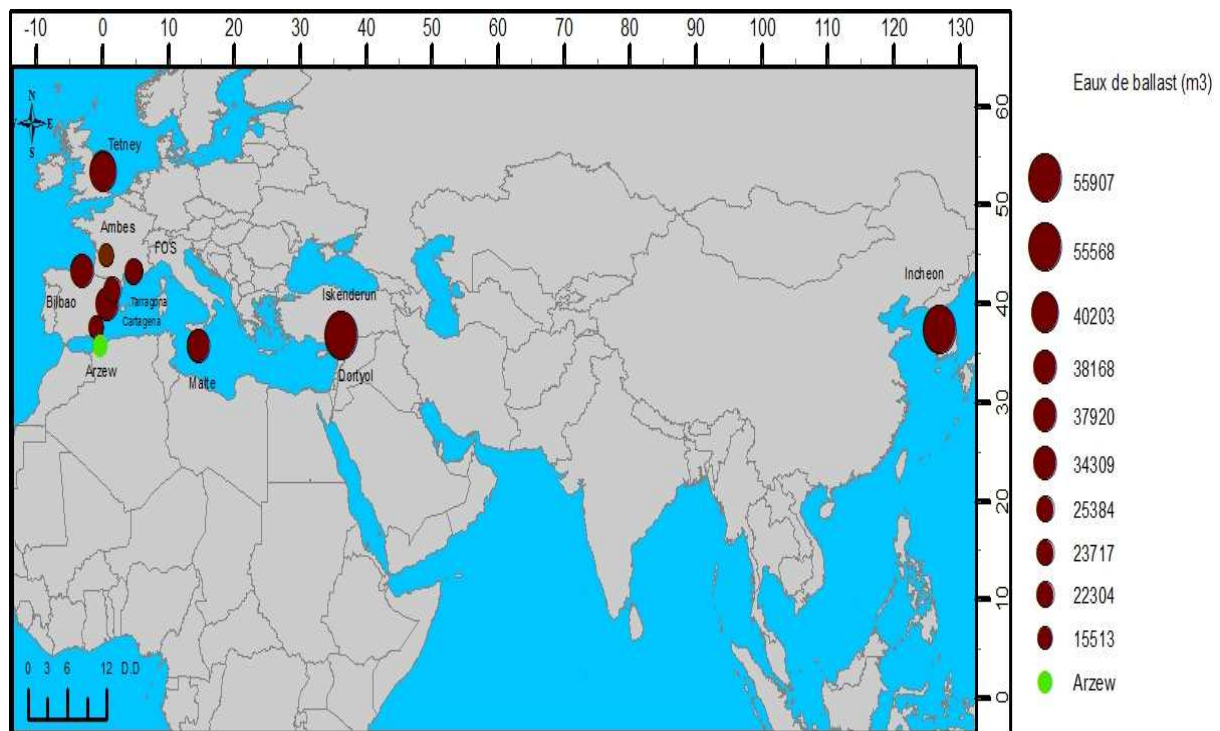 -10 0 10 20 30 40 50 60 70 80 90 100 110 120 130
Eaux de ballast (m3)
N
E
S
60
50
40
30
20
10
0
Tetney
Ambes
FOS
Bilbao
Tarragona
Cartagena
Arzew
Malte
Iskenderun
Dortyol
Incheon
0 3 6 12 D.D
55907
55568
40203
38168
37920
34309
25384
23717
22304
15513
Arzew